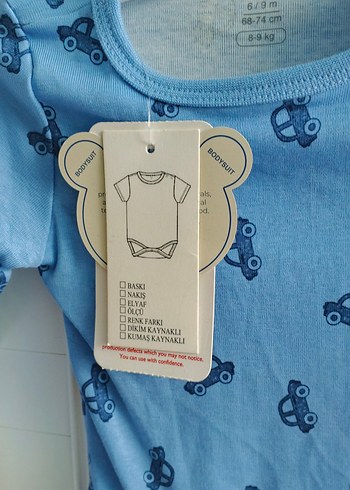 6 / 9 m
68-74 cm
8-9 kg
BODYSUIT
BODYSUIT
BASKI
NAKIŞ
ELYAF
ÖLÇÜ
RENK FARKI
DİKİM KAYNAKLI
KUMAŞ KAYNAKLI
production defects which you may not notice.
You can use with confidence.